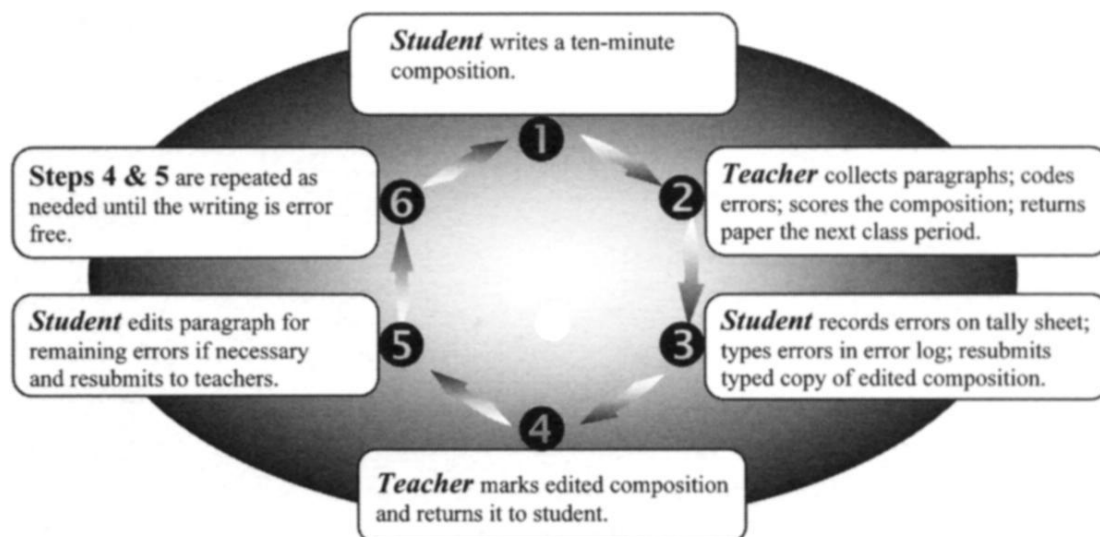 Student writes a ten-minute
composition.
1
2
Teacher collects paragraphs; codes
errors; scores the composition; returns
paper the next class period.
3
Student records errors on tally sheet;
types errors in error log; resubmits
typed copy of edited composition.
4
Teacher marks edited composition
and returns it to student.
5
Student edits paragraph for
remaining errors if necessary
and resubmits to teachers.
6
Steps 4 & 5 are repeated as
needed until the writing is error
free.